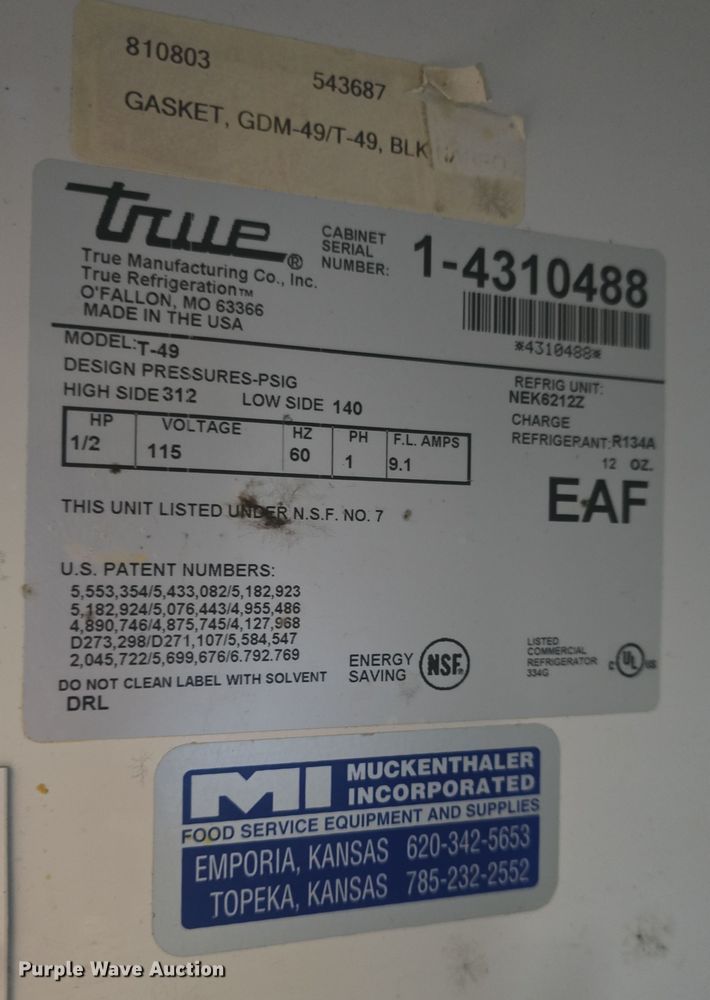 810803 543687
GASKET, GDM-49/T-49, BLK
true®
True Manufacturing Co., Inc.
True Refrigeration™
O'FALLON, MO 63366
MADE IN THE USA
CABINET
SERIAL
NUMBER:
1-4310488
*4310488*
MODEL:T-49
DESIGN PRESSURES-PSIG
HIGH SIDE 312 LOW SIDE 140
REFRIG UNIT:
NEK6212Z
CHARGE
REFRIGERANT:R134A
12 OZ.
HP VOLTAGE HZ PH F.L. AMPS
1/2 115 60 1 9.1
EAF
THIS UNIT LISTED UNDER N.S.F. NO. 7
U.S. PATENT NUMBERS:
5,553,354/5,433,082/5,182,923
5,182,924/5,076,443/4,955,486
4,890,746/4,875,745/4,127,968
D273,298/D271,107/5,584,547
2,045,722/5,699,676/6.792.769
DO NOT CLEAN LABEL WITH SOLVENT
DRL
ENERGY
SAVING
NSF
LISTED
COMMERCIAL
REFRIGERATOR
334G
c UL us
MI MUCKENTHALER
INCORPORATED
FOOD SERVICE EQUIPMENT AND SUPPLIES
EMPORIA, KANSAS 620-342-5653
TOPEKA, KANSAS 785-232-2552
Purple Wave Auction